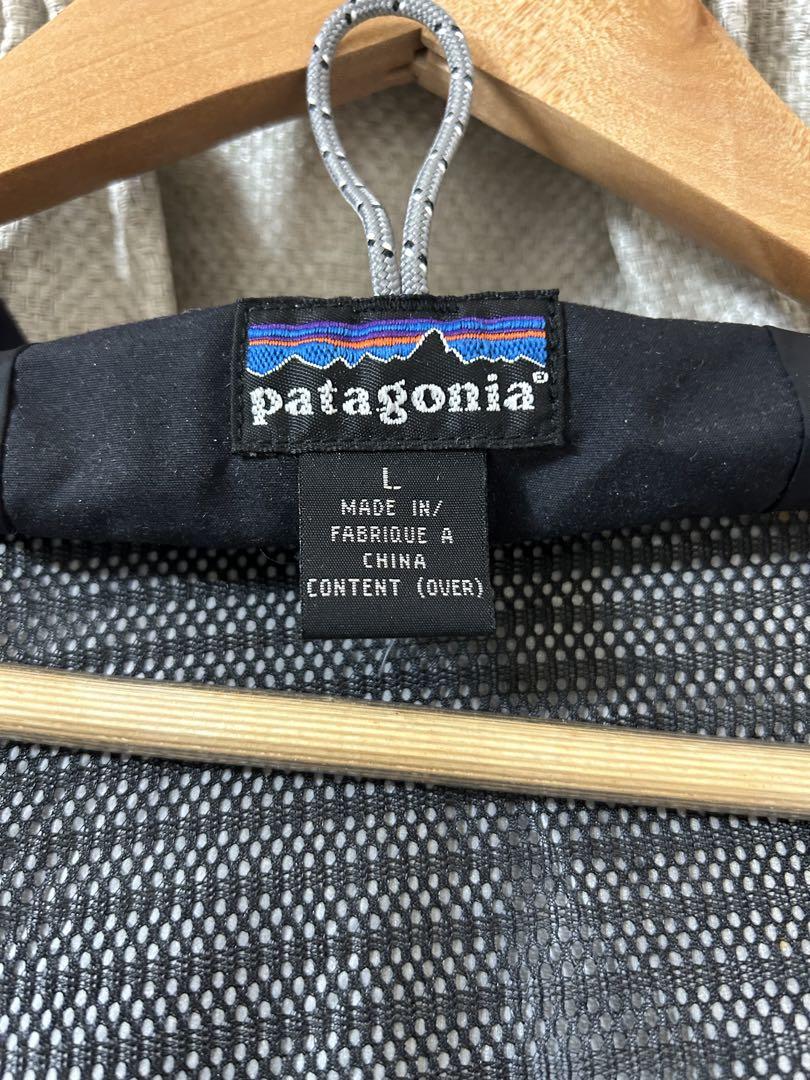 patagonia®
L
MADE IN/
FABRIQUE A
CHINA
CONTENT (OVER)